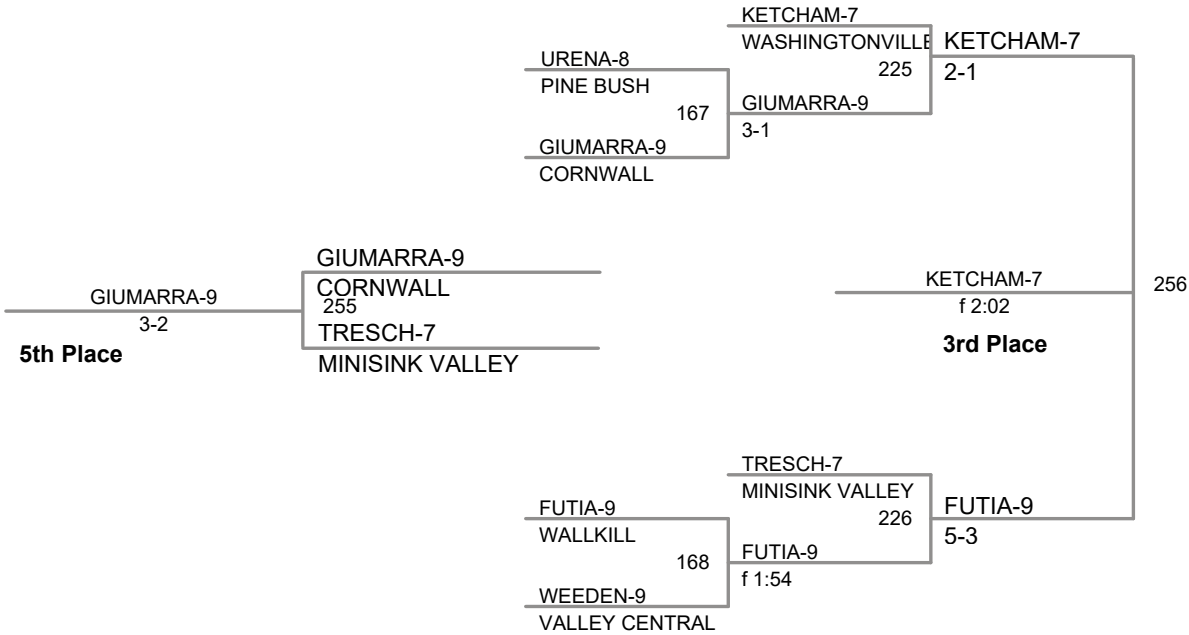 KETCHAM-7
WASHINGTONVILLE
KETCHAM-7
225
2-1
URENA-8
PINE BUSH
167
GIUMARRA-9
3-1
GIUMARRA-9
CORNWALL
GIUMARRA-9
CORNWALL
255
GIUMARRA-9
3-2
5th Place
TRESCH-7
MINISINK VALLEY
KETCHAM-7
f 2:02
3rd Place
256
TRESCH-7
MINISINK VALLEY
226
FUTIA-9
5-3
FUTIA-9
WALLKILL
168
FUTIA-9
f 1:54
WEEDEN-9
VALLEY CENTRAL